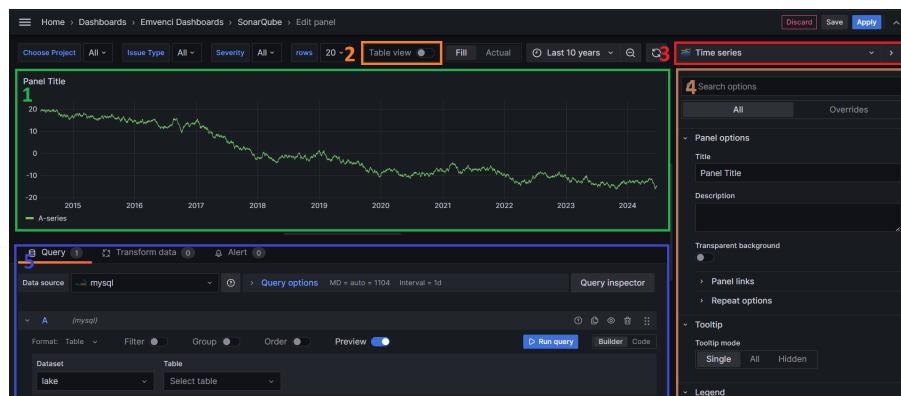 Home › Dashboards › Emvenci Dashboards › SonarQube › Edit panel
Discard Save Apply
Choose Project All Issue Type All Severity All rows 20 2 Table view Fill Actual Last 10 years 3 Time series
Panel Title
1
20
10
0
-10
-20
2015 2016 2017 2018 2019 2020 2021 2022 2023 2024
A-series
4 Search options
All Overrides
Panel options
Title
Panel Title
Description
Transparent background
Panel links
Repeat options
Tooltip
Tooltip mode
Single All Hidden
Legend
5
Query 1 Transform data 0 Alert 0
Data source mysql Query options MD = auto = 1104 Interval = 1d Query inspector
A (mysql)
Format: Table Filter Group Order Preview Run query Builder Code
Dataset Table
lake Select table